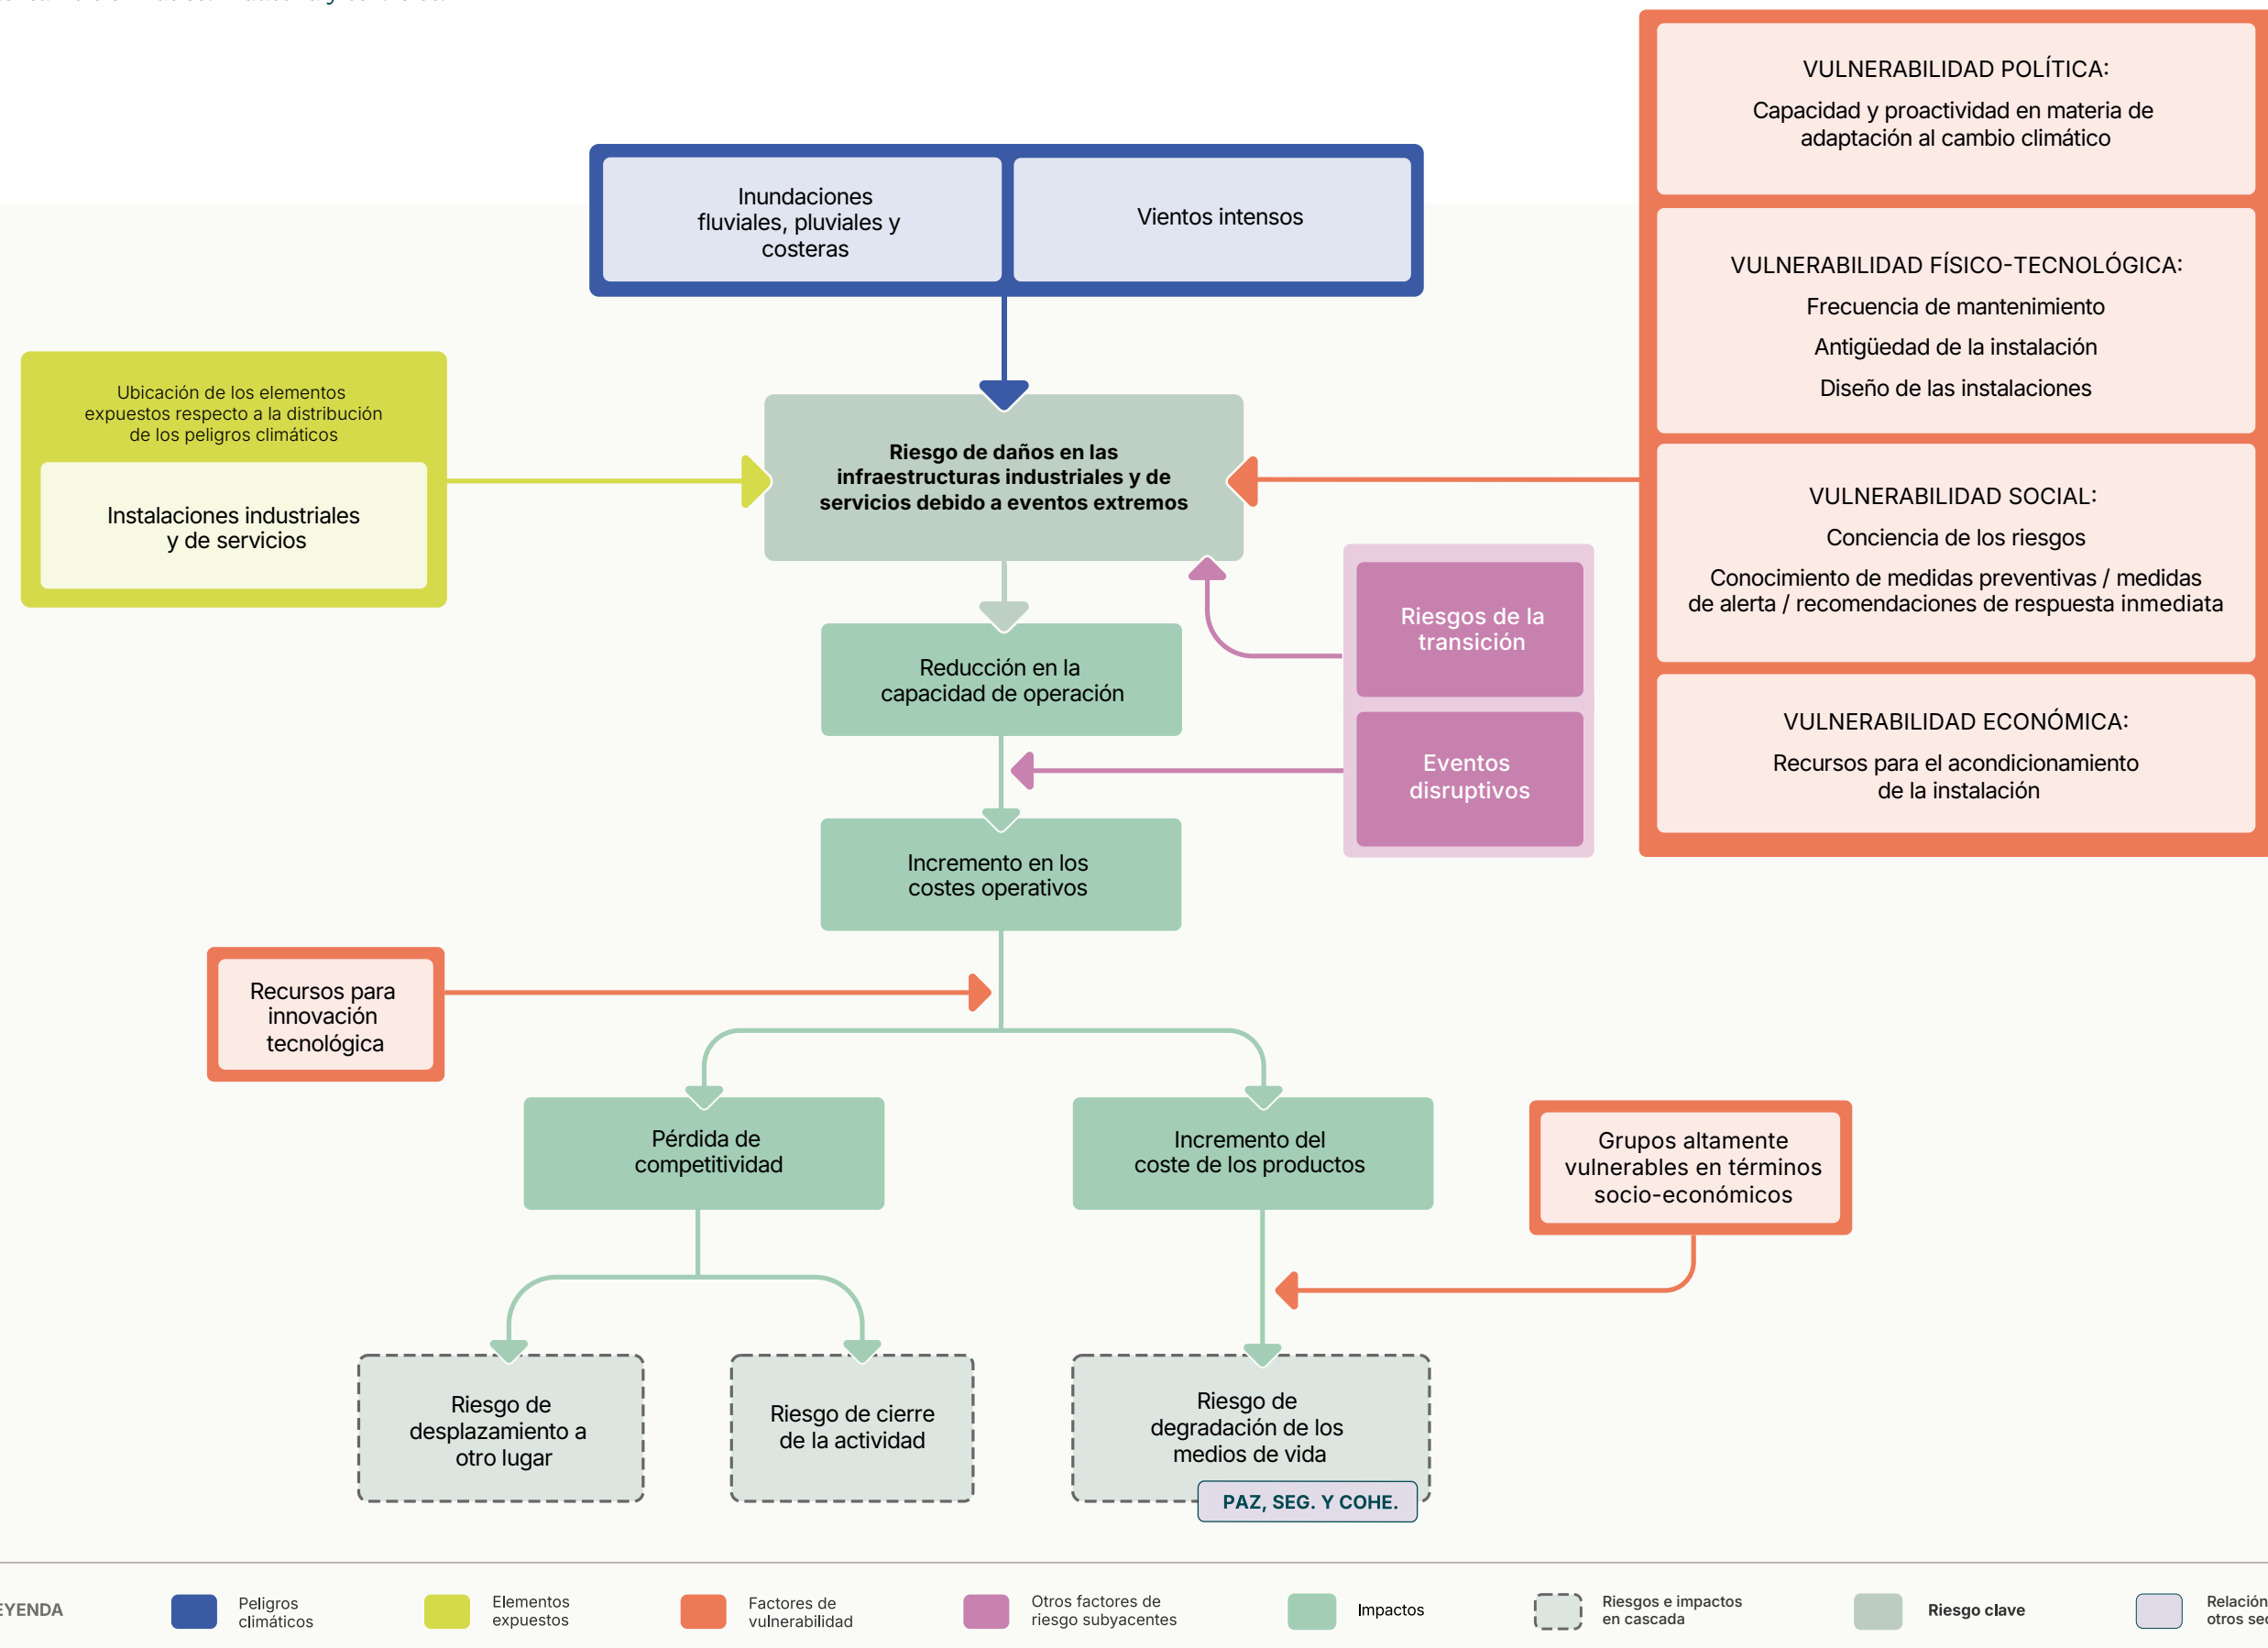 Inundaciones
fluviales, pluviales y
costeras
Vientos intensos
VULNERABILIDAD POLÍTICA:
Capacidad y proactividad en materia de
adaptación al cambio climático
VULNERABILIDAD FÍSICO-TECNOLÓGICA:
Frecuencia de mantenimiento
Antigüedad de la instalación
Diseño de las instalaciones
VULNERABILIDAD SOCIAL:
Conciencia de los riesgos
Conocimiento de medidas preventivas / medidas
de alerta / recomendaciones de respuesta inmediata
VULNERABILIDAD ECONÓMICA:
Recursos para el acondicionamiento
de la instalación
Ubicación de los elementos
expuestos respecto a la distribución
de los peligros climáticos
Instalaciones industriales
y de servicios
Riesgo de daños en las
infraestructuras industriales y de
servicios debido a eventos extremos
Riesgos de la
transición
Eventos
disruptivos
Reducción en la
capacidad de operación
Incremento en los
costes operativos
Recursos para
innovación
tecnológica
Pérdida de
competitividad
Incremento del
coste de los productos
Grupos altamente
vulnerables en términos
socio-económicos
Riesgo de
desplazamiento a
otro lugar
Riesgo de cierre
de la actividad
Riesgo de
degradación de los
medios de vida
PAZ, SEG. Y COHE.
EYENDA
Peligros
climáticos
Elementos
expuestos
Factores de
vulnerabilidad
Otros factores de
riesgo subyacentes
Impactos
Riesgos e impactos
en cascada
Riesgo clave
Relación
otros